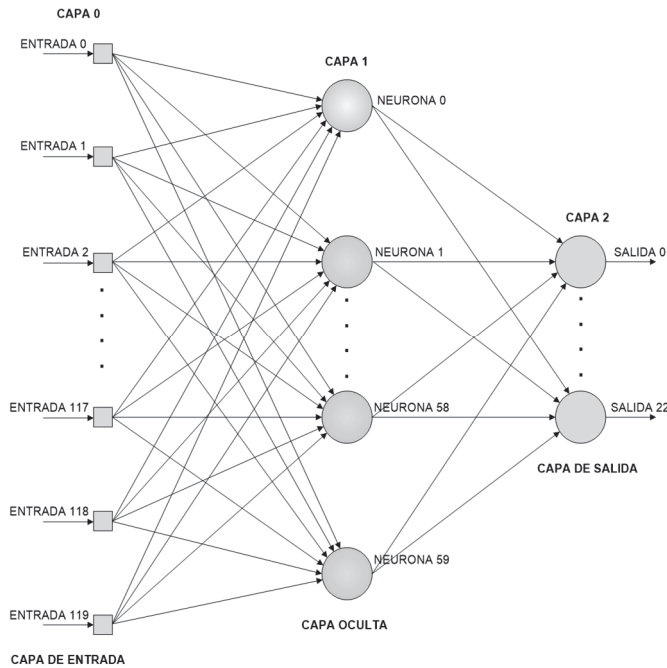 CAPA 0
ENTRADA 0
ENTRADA 1
ENTRADA 2
ENTRADA 117
ENTRADA 118
ENTRADA 119
CAPA DE ENTRADA
CAPA 1
NEURONA 0
NEURONA 1
NEURONA 58
NEURONA 59
CAPA OCULTA
CAPA 2
SALIDA 0
SALIDA 22
CAPA DE SALIDA